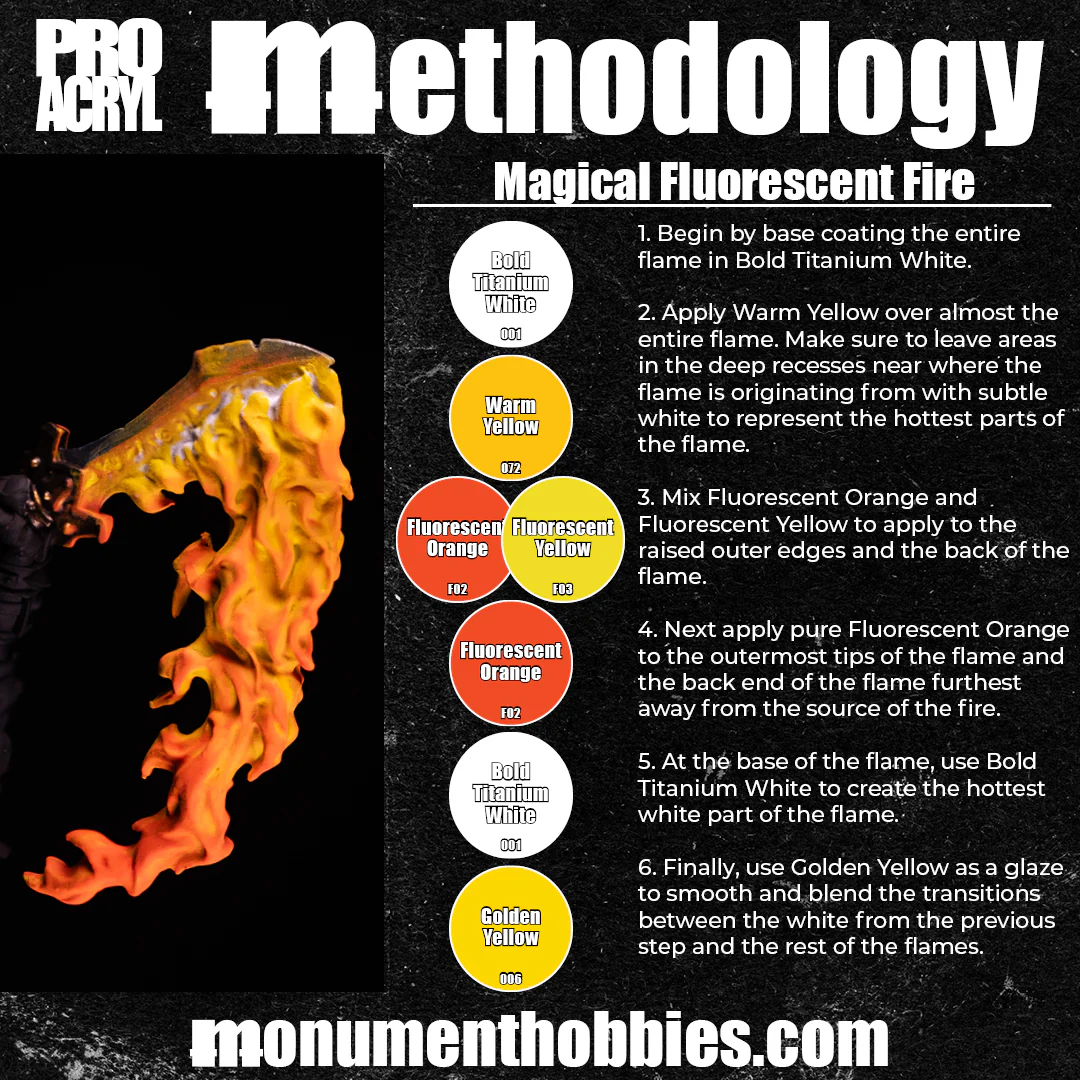 PRO
ACRYL
methodology
Magical Fluorescent Fire
Bold
Titanium
White
001
Warm
Yellow
072
Fluorescent
Orange
F02
Fluorescent
Yellow
F03
Fluorescent
Orange
F02
Bold
Titanium
White
001
Golden
Yellow
006
1. Begin by base coating the entire
flame in Bold Titanium White.
2. Apply Warm Yellow over almost the
entire flame. Make sure to leave areas
in the deep recesses near where the
flame is originating from with subtle
white to represent the hottest parts of
the flame.
3. Mix Fluorescent Orange and
Fluorescent Yellow to apply to the
raised outer edges and the back of the
flame.
4. Next apply pure Fluorescent Orange
to the outermost tips of the flame and
the back end of the flame furthest
away from the source of the fire.
5. At the base of the flame, use Bold
Titanium White to create the hottest
white part of the flame.
6. Finally, use Golden Yellow as a glaze
to smooth and blend the transitions
between the white from the previous
step and the rest of the flames.
monumenthobbies.com